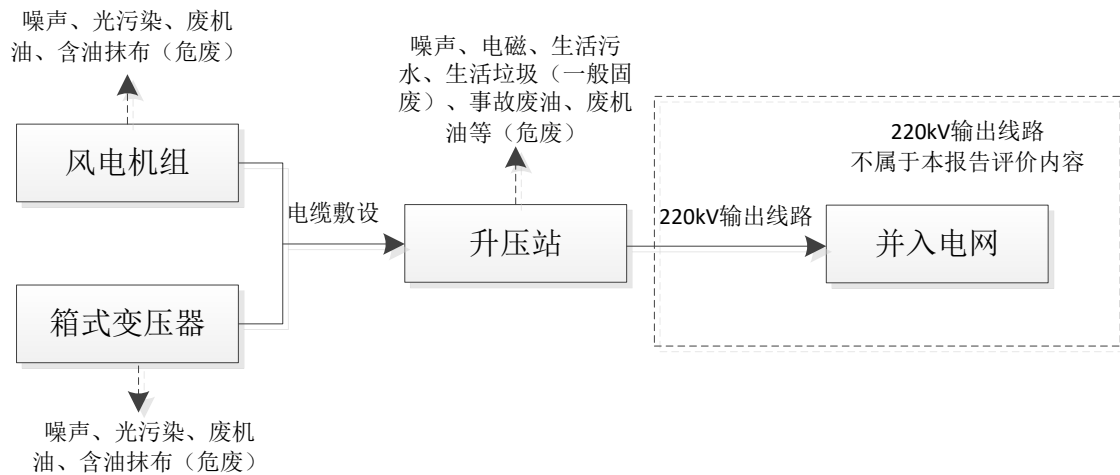 噪声、光污染、废机
油、含油抹布（危废）
风电机组
箱式变压器
噪声、光污染、废机
油、含油抹布（危废）
电缆敷设
噪声、电磁、生活污
水、生活垃圾（一般固
废）、事故废油、废机
油等（危废）
升压站
220kV输出线路
220kV输出线路
不属于本报告评价内容
并入电网